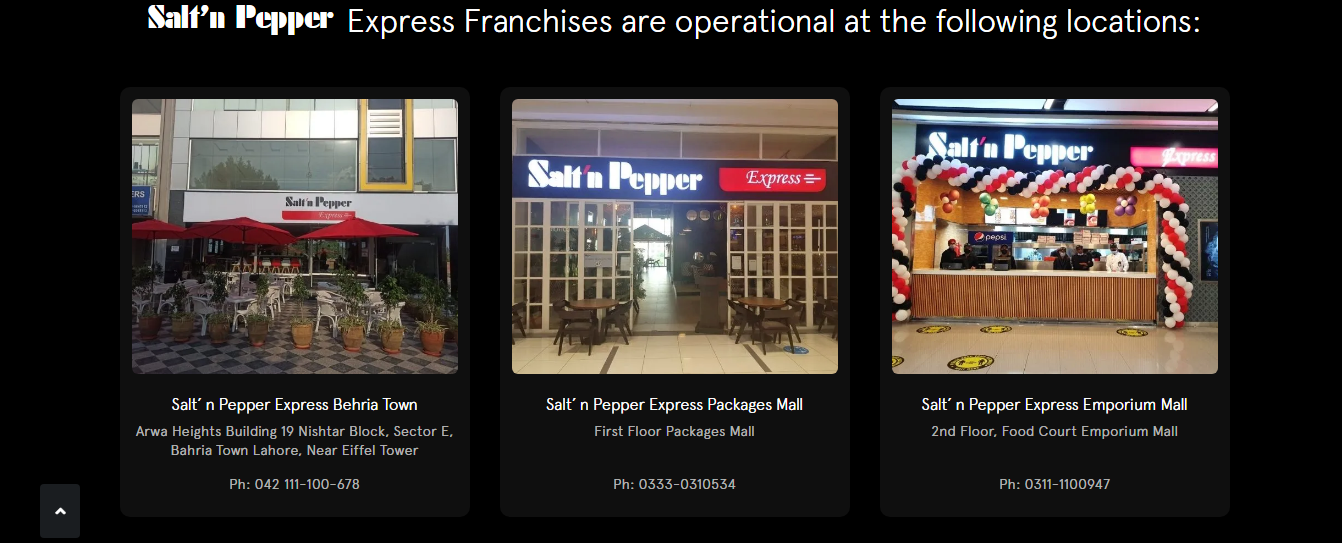 Salt'n Pepper Express Franchises are operational at the following locations:
ERS
Salt'n Pepper
Express
Salt'n Pepper Express
Salt'n Pepper
Express
pepsi
Salt' n Pepper Express Behria Town
Arwa Heights Building 19 Nishtar Block, Sector E,
Bahria Town Lahore, Near Eiffel Tower
Ph: 042 111-100-678
Salt' n Pepper Express Packages Mall
First Floor Packages Mall
Ph: 0333-0310534
Salt' n Pepper Express Emporium Mall
2nd Floor, Food Court Emporium Mall
Ph: 0311-1100947